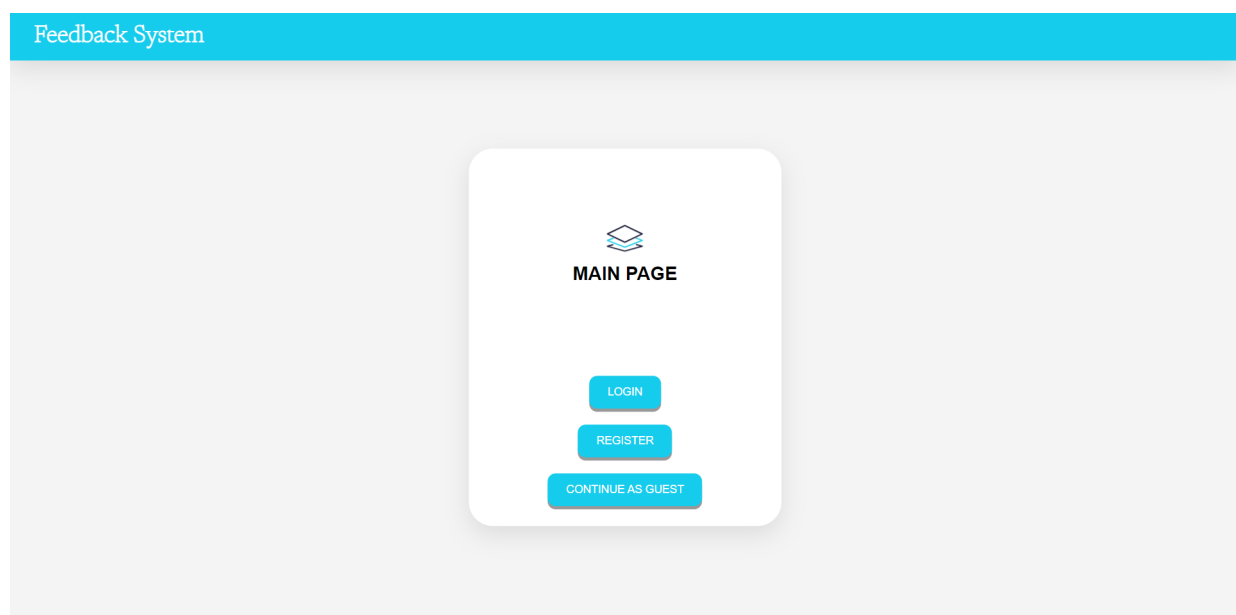 Feedback System
MAIN PAGE
LOGIN
REGISTER
CONTINUE AS GUEST